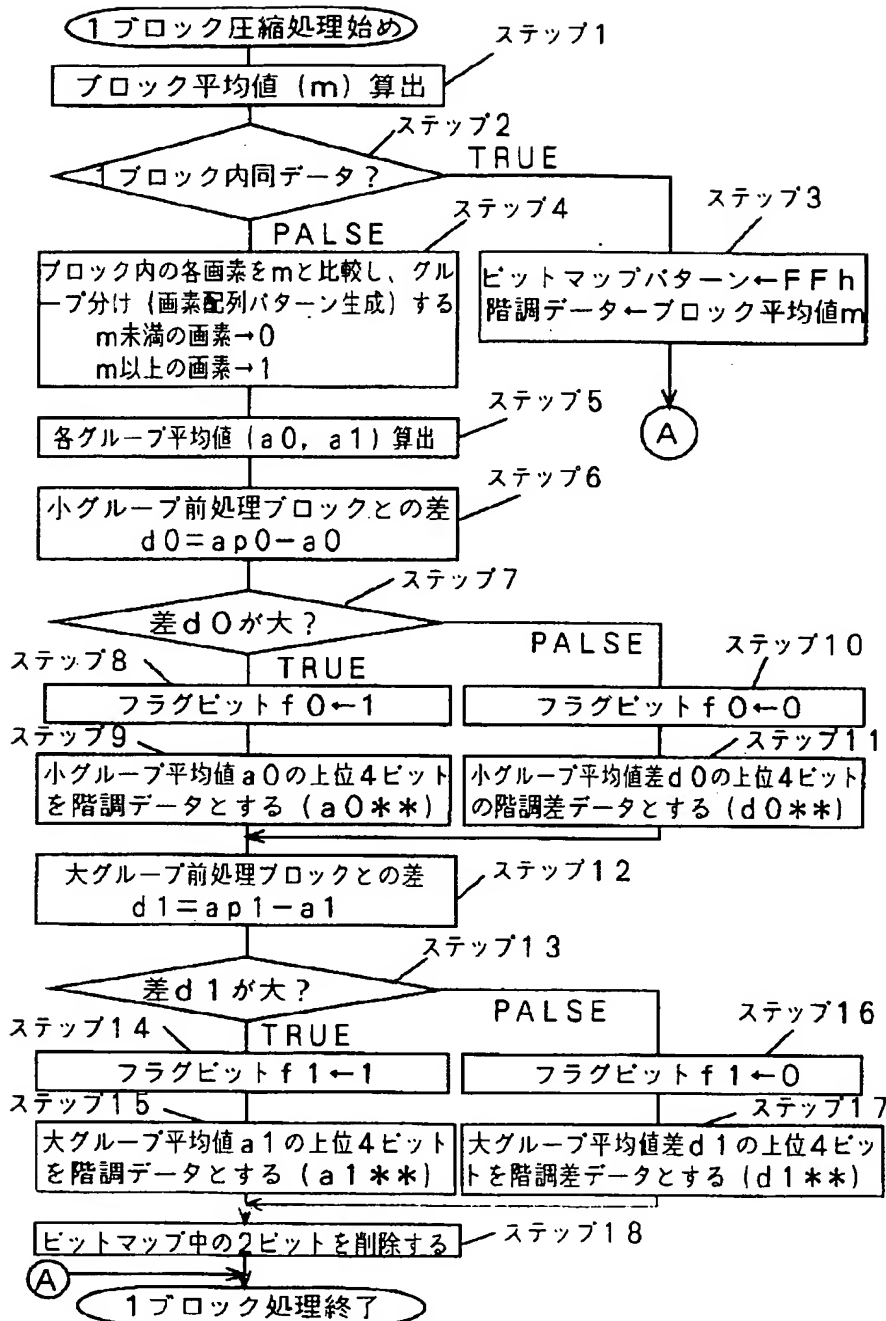 1ブロック圧縮処理始め
ステップ1
ブロック平均値(m)算出
ステップ2
1ブロック内同データ?
TRUE
ステップ3
ステップ4
PALSE
ブロック内の各画素をmと比較し、グル
ープ分け(画素配列パターン生成)する
m未満の画素→0
m以上の画素→1
ビットマップパターン←FFh
階調データ←ブロック平均値m
A
ステップ5
各グループ平均値(a0, a1)算出
ステップ6
小グループ前処理ブロックとの差
d0=ap0-a0
ステップ7
差d0が大?
ステップ8
TRUE
PALSE
ステップ10
フラグビットf0←1
フラグビットf0←0
ステップ9
ステップ11
小グループ平均値a0の上位4ビット
を階調データとする(a0**)
小グループ平均値差d0の上位4ビット
の階調差データとする(d0**)
大グループ前処理ブロックとの差
d1=ap1-a1
ステップ12
ステップ13
差d1が大?
ステップ14
TRUE
PALSE
ステップ16
フラグビットf1←1
フラグビットf1←0
ステップ15
ステップ17
大グループ平均値a1の上位4ビット
を階調データとする(a1**)
大グループ平均値差d1の上位4ビッ
トを階調差データとする(d1**)
ビットマップ中の2ビットを削除する
ステップ18
A
1ブロック処理終了